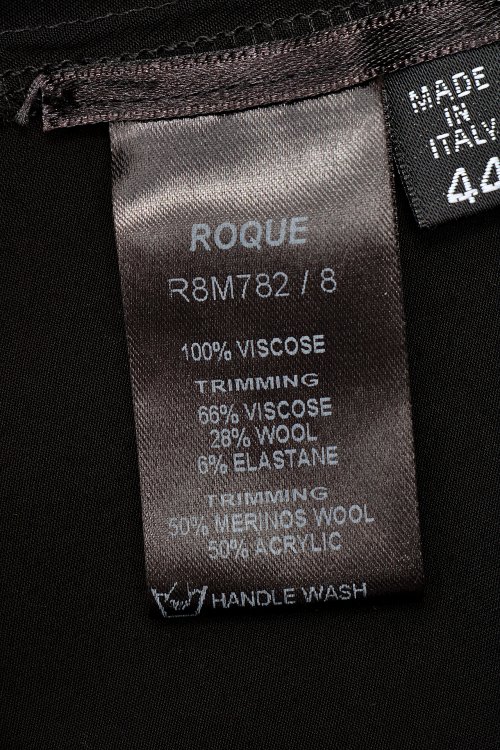 MADE
IN
ITALY
44
ROQUE
R8M782 / 8
100% VISCOSE
TRIMMING
66% VISCOSE
28% WOOL
6% ELASTANE
TRIMMING
50% MERINOS WOOL
50% ACRYLIC
HANDLE WASH